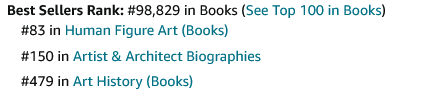 Best Sellers Rank: #98,829 in Books (See Top 100 in Books)
#83 in Human Figure Art (Books)
#150 in Artist & Architect Biographies
#479 in Art History (Books)